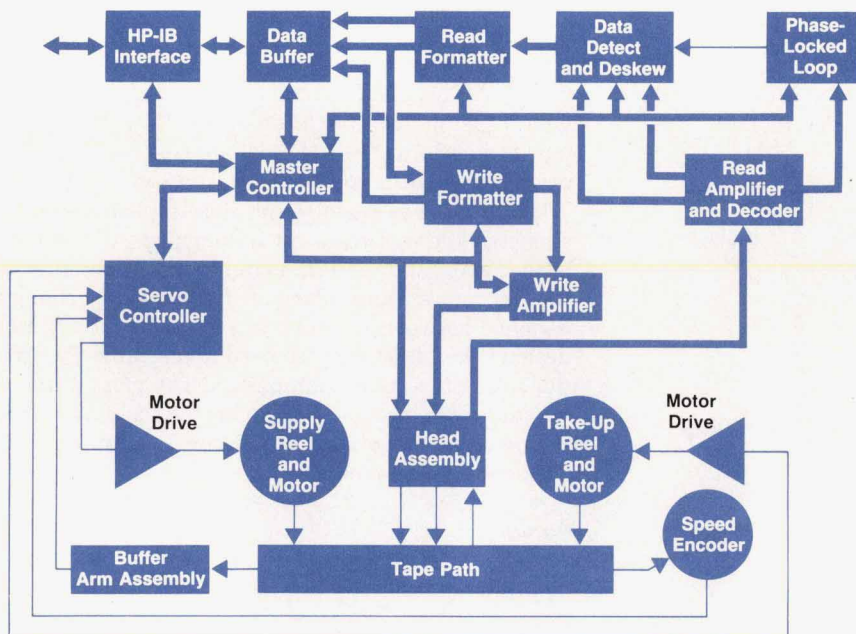 HP-IB
Interface
Data
Buffer
Read
Formatter
Data
Detect
and Deskew
Phase-
Locked
Loop
Master
Controller
Write
Formatter
Read
Amplifier
and Decoder
Servo
Controller
Write
Amplifier
Motor
Drive
Supply
Reel
and
Motor
Head
Assembly
Take-Up
Reel
and
Motor
Motor
Drive
Speed
Encoder
Buffer
Arm Assembly
Tape Path